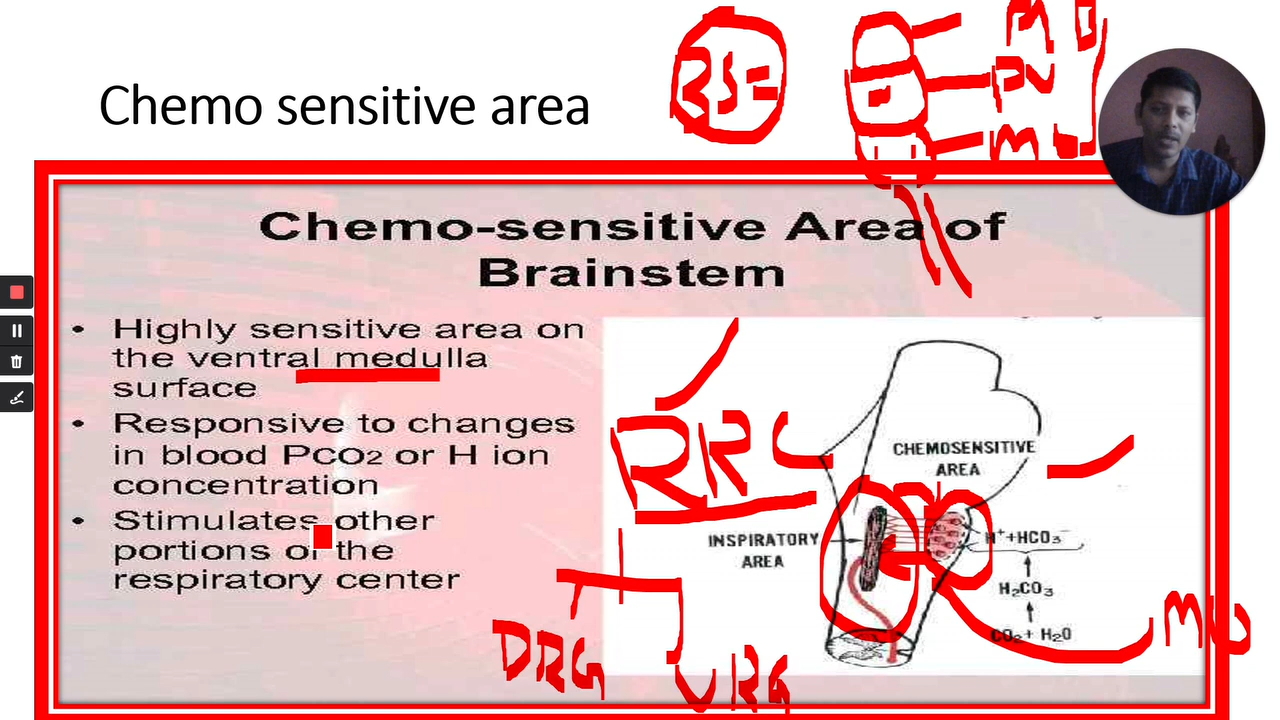 Chemo sensitive area
RS=
M
PN
M
Chemo-sensitive Area of
Brainstem
• Highly sensitive area on
the ventral medulla
surface
• Responsive to changes
in blood PCO2 or H ion
concentration
• Stimulates other
portions of the
respiratory center
RRC
DRG
VRG
CHEMOSENSITIVE
AREA
INSPIRATORY
AREA
H⁺+HCO₃⁻
H₂CO₃
CO₂+ H₂O